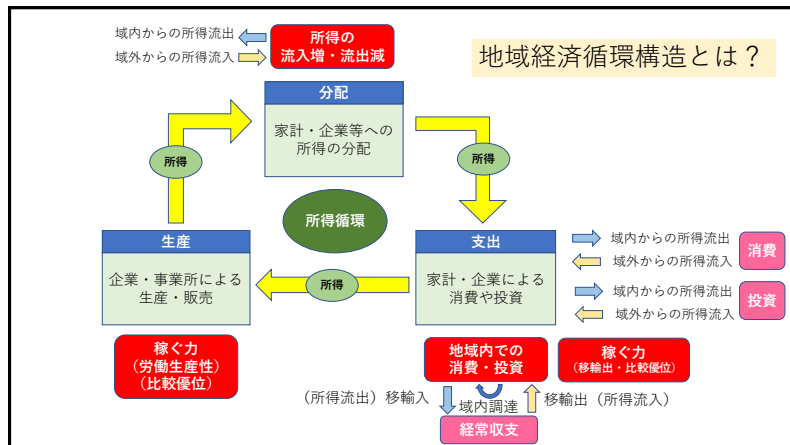 地域経済循環構造とは？
域内からの所得流出
域外からの所得流入
所得の
流入増・流出減
分配
家計・企業等への
所得の分配
所得
所得
所得循環
生産
企業・事業所による
生産・販売
所得
支出
家計・企業による
消費や投資
域内からの所得流出
域外からの所得流入
消費
域内からの所得流出
域外からの所得流入
投資
稼ぐ力
（労働生産性）
（比較優位）
地域内での
消費・投資
稼ぐ力
（移輸出・比較優位）
（所得流出）移輸入
域内調達
移輸出（所得流入）
経常収支